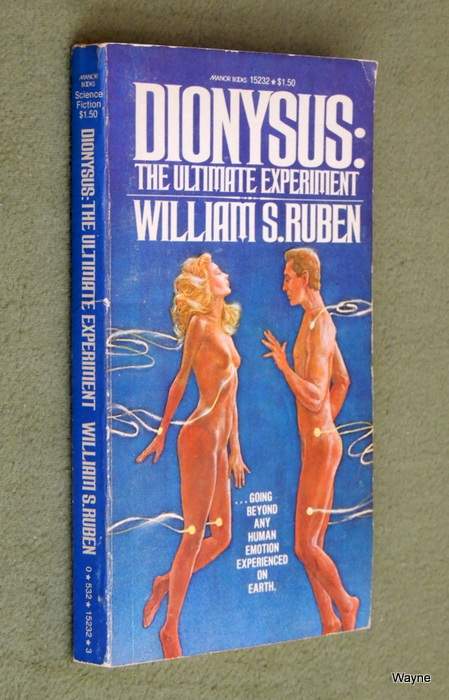 MANOR BOOKS 15232 ★ $1.50
DIONYSUS:
THE ULTIMATE EXPERIMENT
WILLIAM S. RUBEN
...GOING
BEYOND
ANY
HUMAN
EMOTION
EXPERIENCED
ON
EARTH.
MANOR
BOOKS
Science
Fiction
$1.50
DIONYSUS: THE ULTIMATE EXPERIMENT WILLIAM S. RUBEN 0 ★ 532 ★ 15232 ★ 3
Wayne